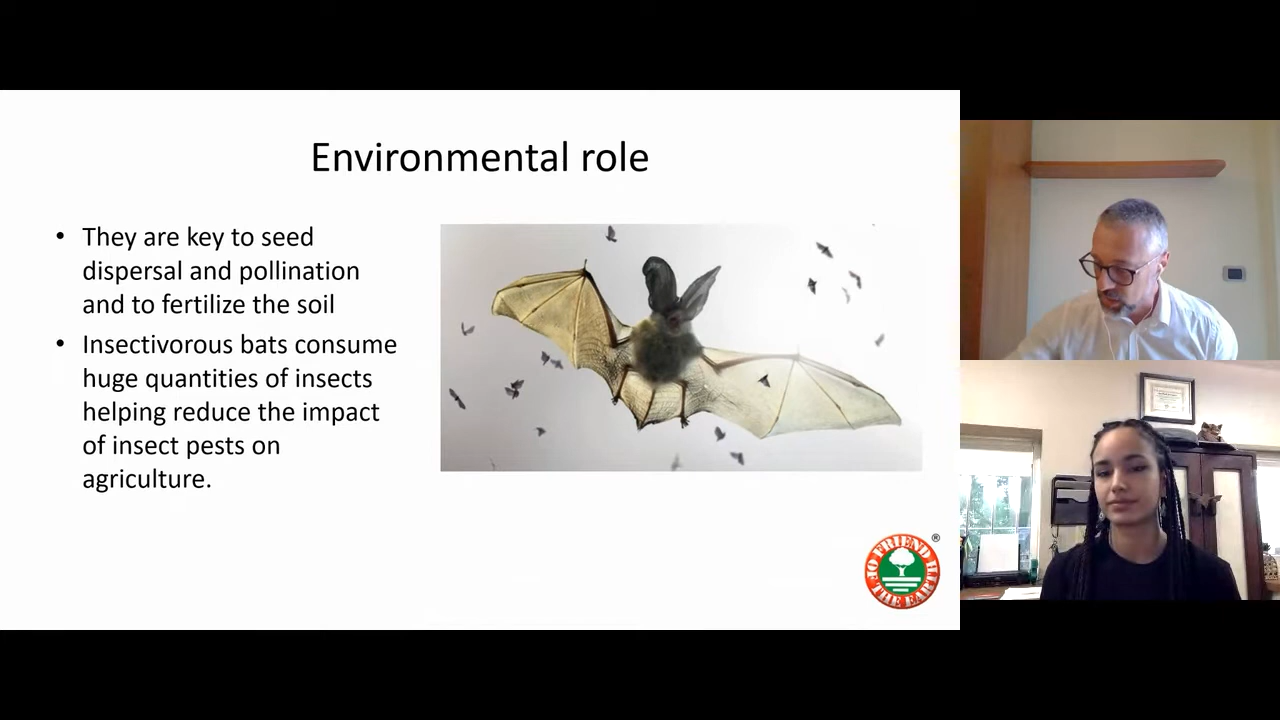 Environmental role
• They are key to seed
dispersal and pollination
and to fertilize the soil
• Insectivorous bats consume
huge quantities of insects
helping reduce the impact
of insect pests on
agriculture.
FRIEND
OF THE EARTH
®